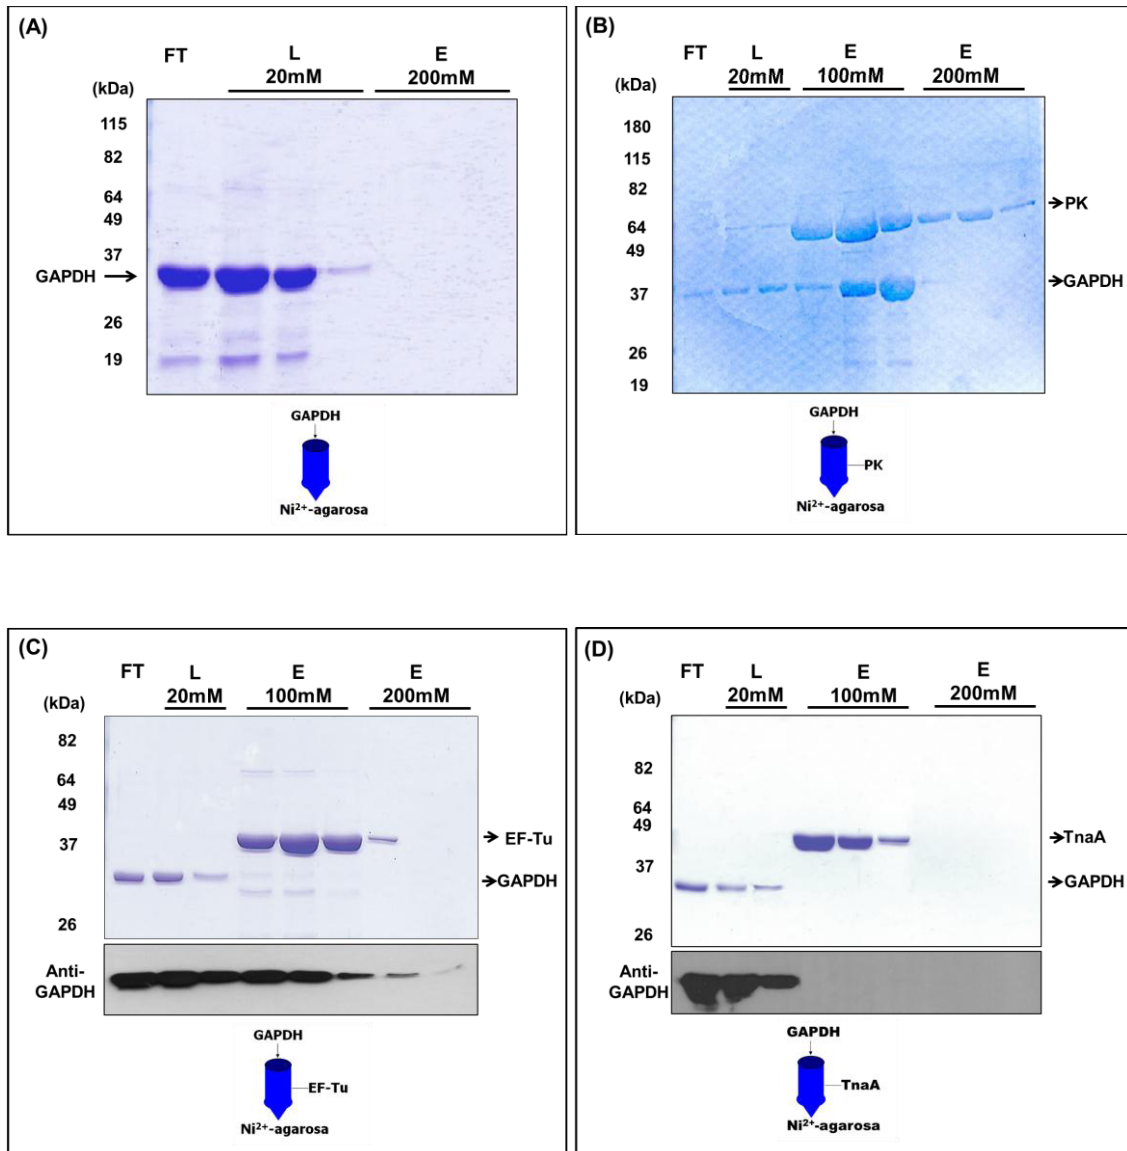 (A)
FT L E
20mM 200mM
(kDa)
115
82
64
49
37
GAPDH
26
19
GAPDH
Ni²⁺-agarosa
(B)
FT L E E
20mM 100mM 200mM
(kDa)
180
115
82
PK
64
49
GAPDH
37
26
19
GAPDH
PK
Ni²⁺-agarosa
(C)
FT L E E
20mM 100mM 200mM
(kDa)
82
64
49
EF-Tu
37
GAPDH
26
Anti-
GAPDH
GAPDH
EF-Tu
Ni²⁺-agarosa
(D)
FT L E E
20mM 100mM 200mM
(kDa)
82
64
49
TnaA
37
GAPDH
26
Anti-
GAPDH
GAPDH
TnaA
Ni²⁺-agarosa